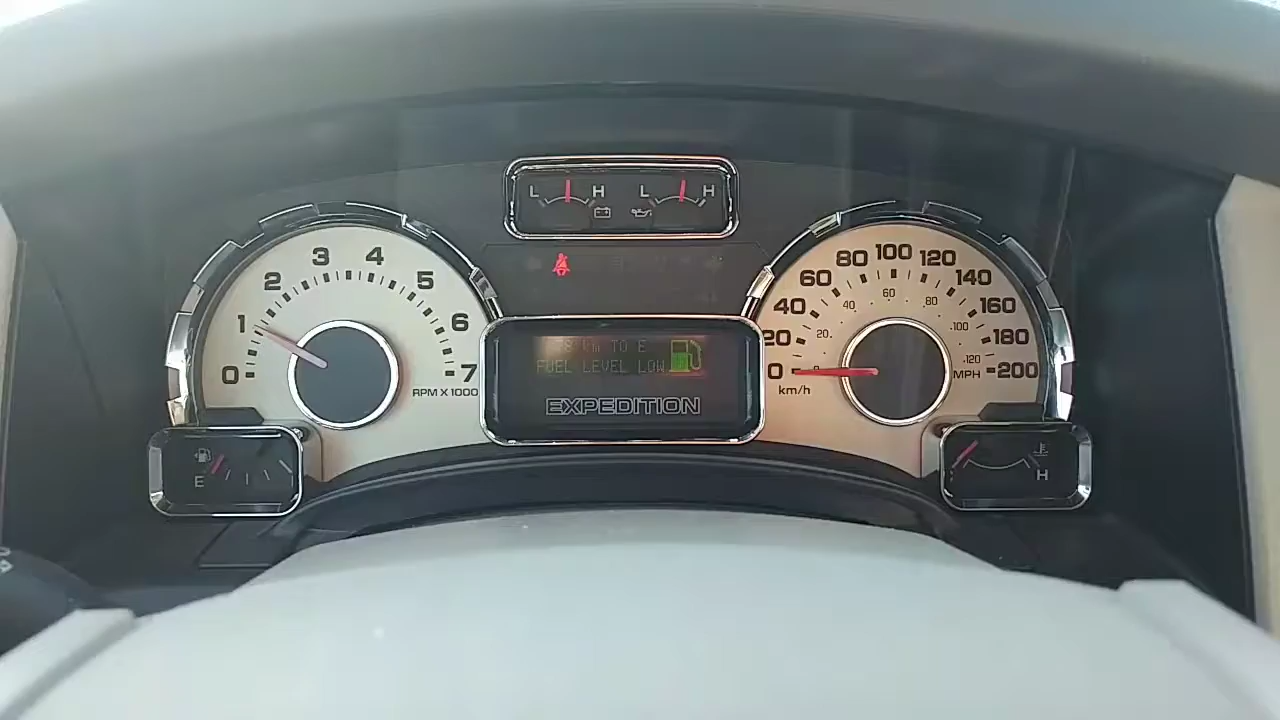 L H L H
0 1 2 3 4 5 6 7
RPM X 1000
TO E
FUEL LEVEL LOW
EXPEDITION
0 20 40 60 80 100 120 140 160 180 200
0 20 40 60 80 100 120
km/h
MPH
E
H